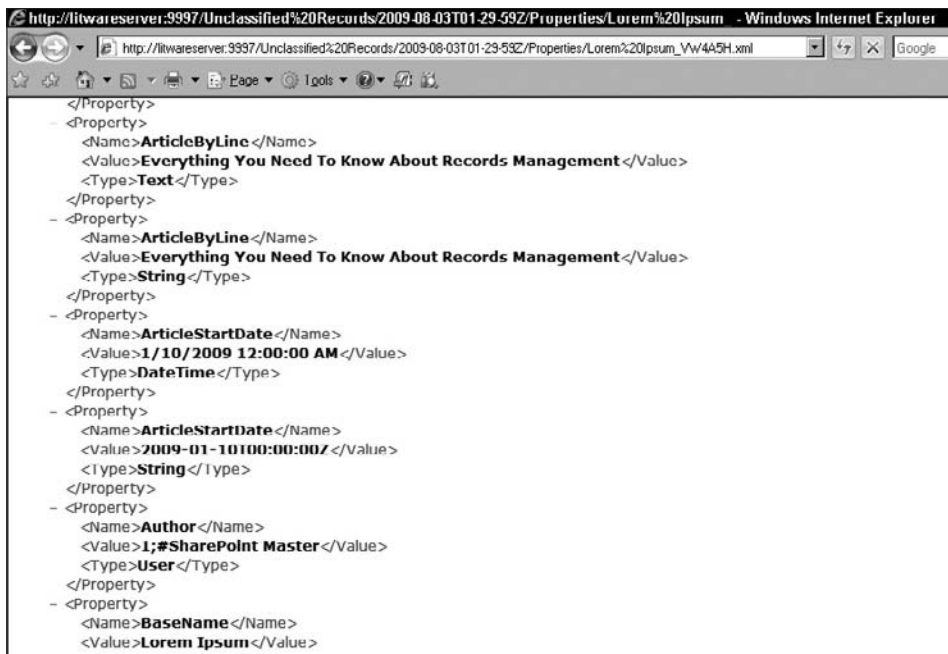 http://litwareserver:9997/Unclassified%20Records/2009-08-03T01-29-59Z/Properties/Lorem%20Ipsum_ - Windows Internet Explorer
http://litwareserver:9997/Unclassified%20Records/2009-08-03T01-29-59Z/Properties/Lorem%20Ipsum_VW4A5H.xml Google
Page Tools
</Property>
- <Property>
<Name>ArticleByLine</Name>
<Value>Everything You Need To Know About Records Management</Value>
<Type>Text</Type>
</Property>
- <Property>
<Name>ArticleByLine</Name>
<Value>Everything You Need To Know About Records Management</Value>
<Type>String</Type>
</Property>
- <Property>
<Name>ArticleStartDate</Name>
<Value>1/10/2009 12:00:00 AM</Value>
<Type>DateTime</Type>
</Property>
- <Property>
<Name>ArticleStartDate</Name>
<Value>2009-01-10T00:00:00Z</Value>
<Type>String</Type>
</Property>
- <Property>
<Name>Author</Name>
<Value>1;#SharePoint Master</Value>
<Type>User</Type>
</Property>
- <Property>
<Name>BaseName</Name>
<Value>Lorem Ipsum</Value>